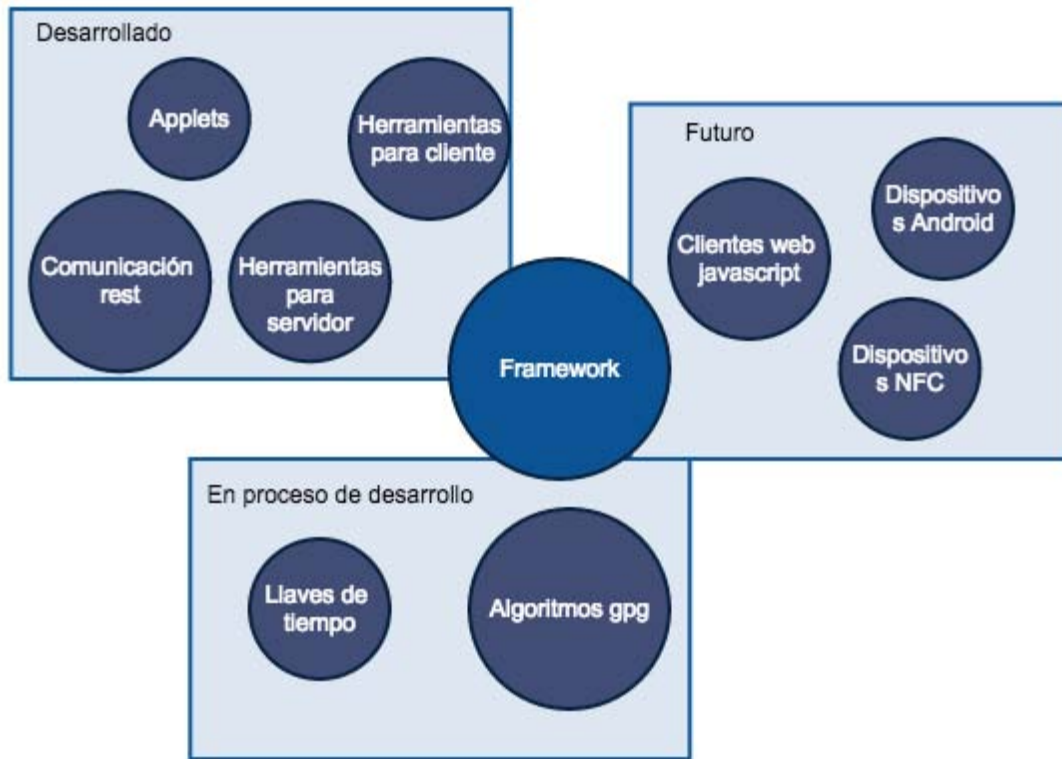 Desarrollado
Applets
Herramientas
para cliente
Comunicación
rest
Herramientas
para
servidor
Futuro
Dispositivo
s Android
Clientes web
javascript
Dispositivo
s NFC
Framework
En proceso de desarrollo
Llaves de
tiempo
Algoritmos gpg